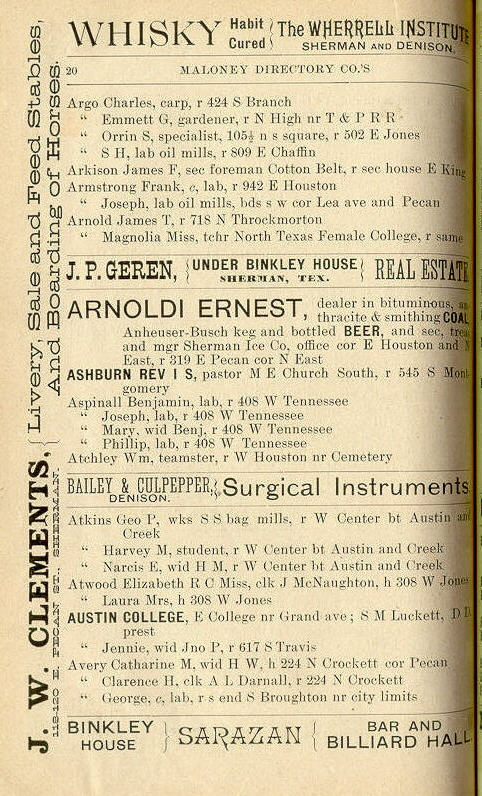 WHISKY Habit Cured { The WHERRELL INSTITUTE
SHERMAN AND DENISON.
20 MALONEY DIRECTORY CO.'S
Argo Charles, carp, r 424 S Branch
“ Emmett G, gardener, r N High nr T & P R R
“ Orrin S, specialist, 105½ n s square, r 502 E Jones
“ S H, lab oil mills, r 809 E Chaffin
Arkison James F, sec foreman Cotton Belt, r sec house E King
Armstrong Frank, c, lab, r 942 E Houston
“ Joseph, lab oil mills, bds s w cor Lea ave and Pecan
Arnold James T, r 718 N Throckmorton
“ Magnolia Miss, tchr North Texas Female College, r same
J. P. GEREN, { UNDER BINKLEY HOUSE } REAL ESTATE
SHERMAN, TEX.
ARNOLDI ERNEST, dealer in bituminous, an
thracite & smithing COAL
Anheuser-Busch keg and bottled BEER, and sec, treas
and mgr Sherman Ice Co, office cor E Houston and N
East, r 319 E Pecan cor N East
ASHBURN REV I S, pastor M E Church South, r 545 S Mont
gomery
Aspinall Benjamin, lab, r 408 W Tennessee
“ Joseph, lab, r 408 W Tennessee
“ Mary, wid Benj, r 408 W Tennessee
“ Phillip, lab, r 408 W Tennessee
Atchley Wm, teamster, r W Houston nr Cemetery
BAILEY & CULPEPPER, { Surgical Instruments
DENISON.
Atkins Geo P, wks S S bag mills, r W Center bt Austin and
Creek
“ Harvey M, student, r W Center bt Austin and Creek
“ Narcis E, wid H M, r W Center bt Austin and Creek
Atwood Elizabeth R C Miss, clk J McNaughton, h 308 W Jones
“ Laura Mrs, h 308 W Jones
AUSTIN COLLEGE, E College nr Grand ave; S M Luckett, D D
prest
“ Jennie, wid Jno P, r 617 S Travis
Avery Catharine M, wid H W, h 224 N Crockett cor Pecan
“ Clarence H, clk A L Darnall, r 224 N Crockett
“ George, c, lab, r s end S Broughton nr city limits
BINKLEY HOUSE } SARAZAN { BAR AND BILLIARD HALL
J. W. CLEMENTS, { Livery, Sale and Feed Stables,
And Boarding of Horses.
SHERMAN.